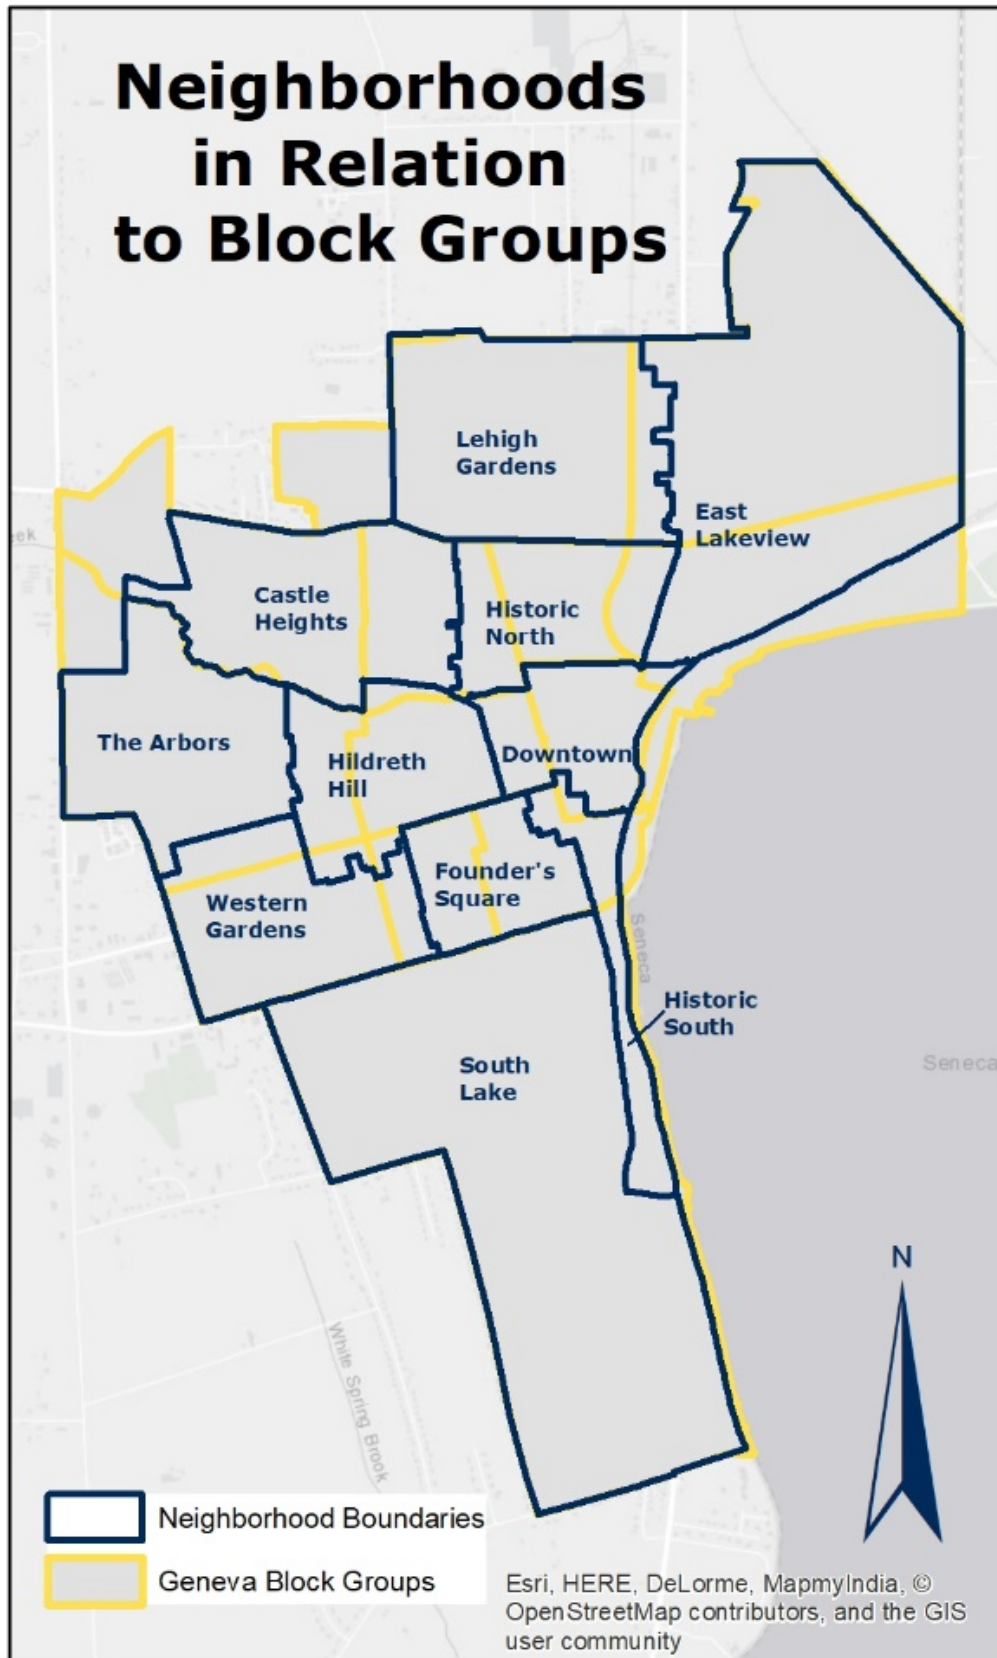 Neighborhoods
in Relation
to Block Groups
Lehigh
Gardens
East
Lakeview
eek
Castle
Heights
Historic
North
The Arbors
Hildreth
Hill
Downtown
Founder's
Square
Western
Gardens
Seneca
Historic
South
South
Lake
Seneca
White Spring Brook
N
Neighborhood Boundaries
Geneva Block Groups
Esri, HERE, DeLorme, MapmyIndia, ©
OpenStreetMap contributors, and the GIS
user community